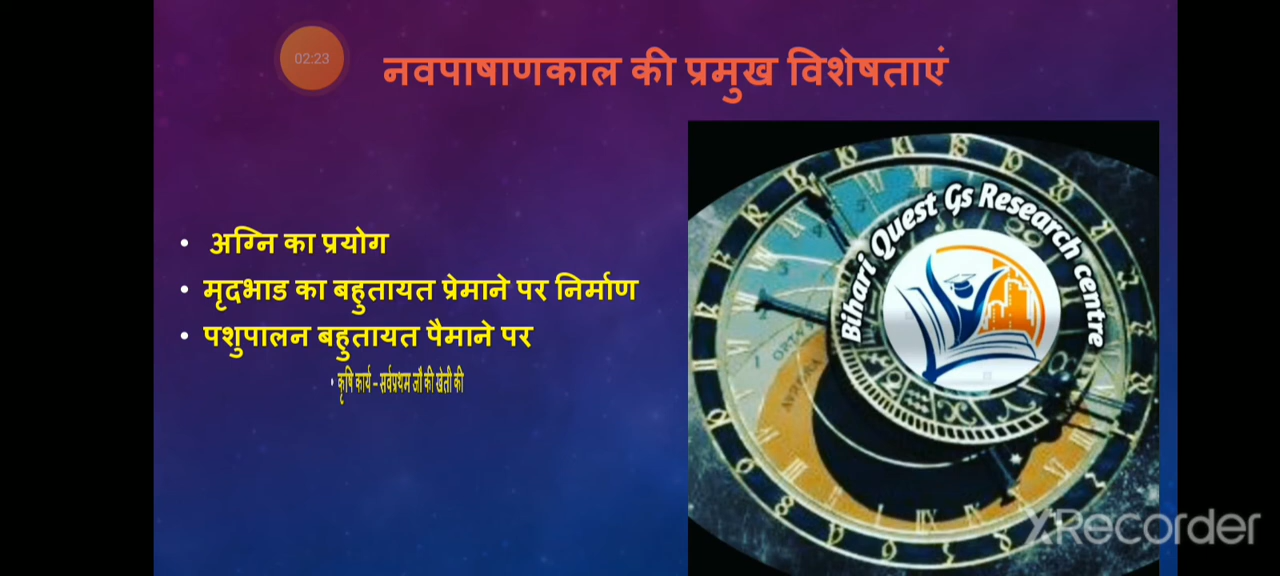 02:23
नवपाषाणकाल की प्रमुख विशेषताएं
• अग्नि का प्रयोग
• मृदभाड का बहुतायत प्रेमाने पर निर्माण
• पशुपालन बहुतायत पैमाने पर
• कृषि कार्य – सर्वप्रथम जौ की खेती की
Bihari Quest Gs Research centre
XRecorder